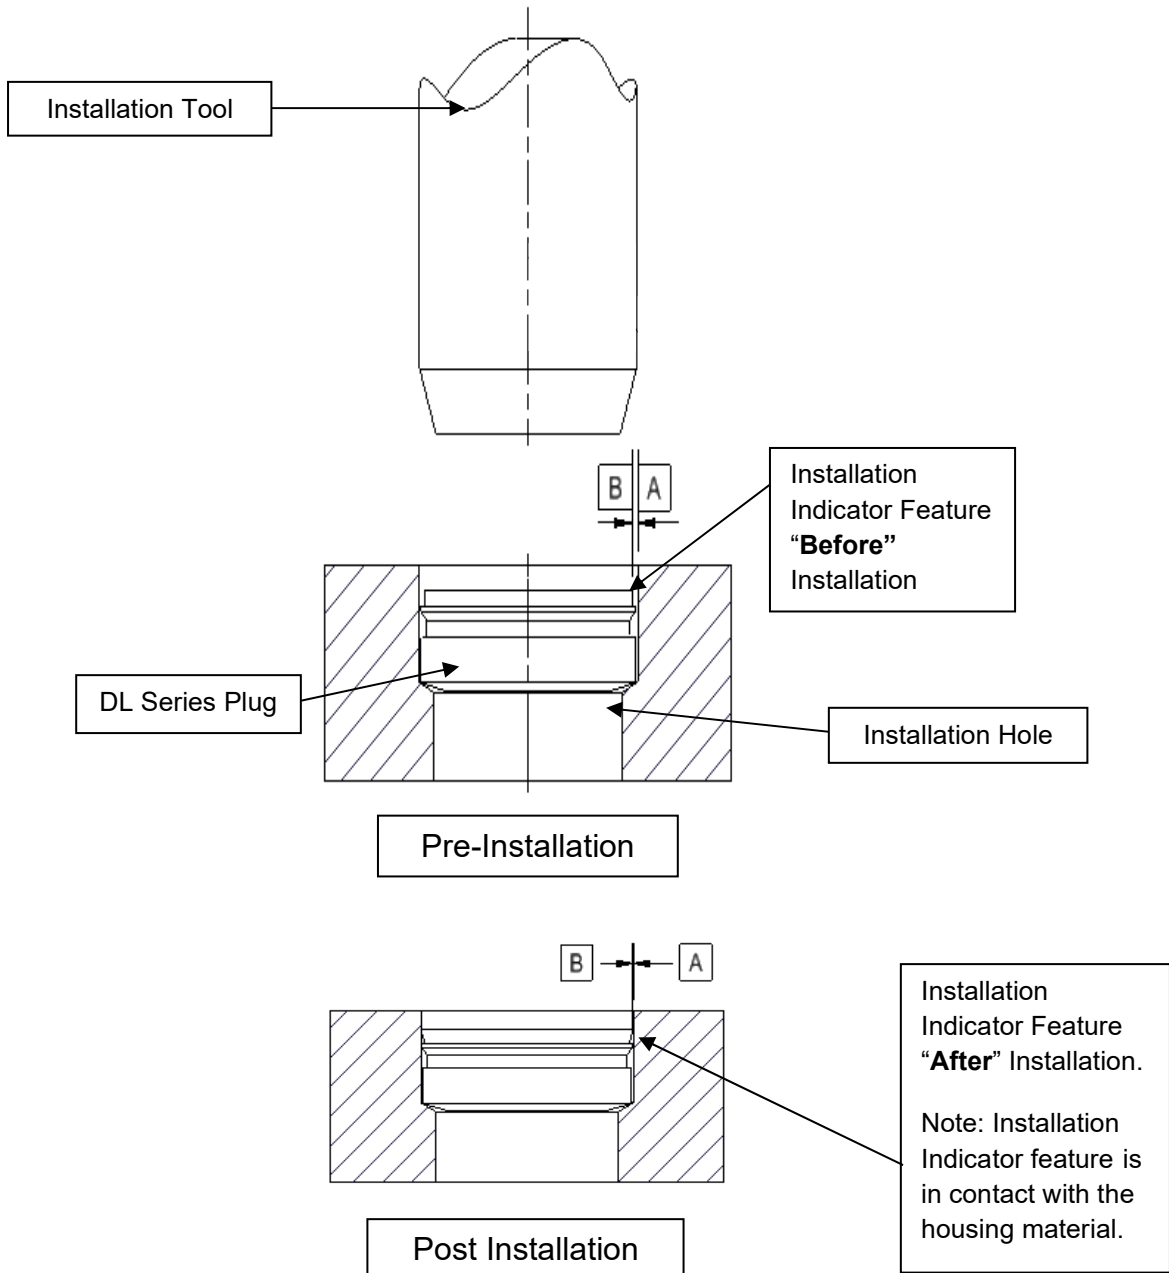 Installation Tool
B A
Installation
Indicator Feature
“Before”
Installation
DL Series Plug
Installation Hole
Pre-Installation
B A
Installation
Indicator Feature
“After” Installation.
Note: Installation
Indicator feature is
in contact with the
housing material.
Post Installation